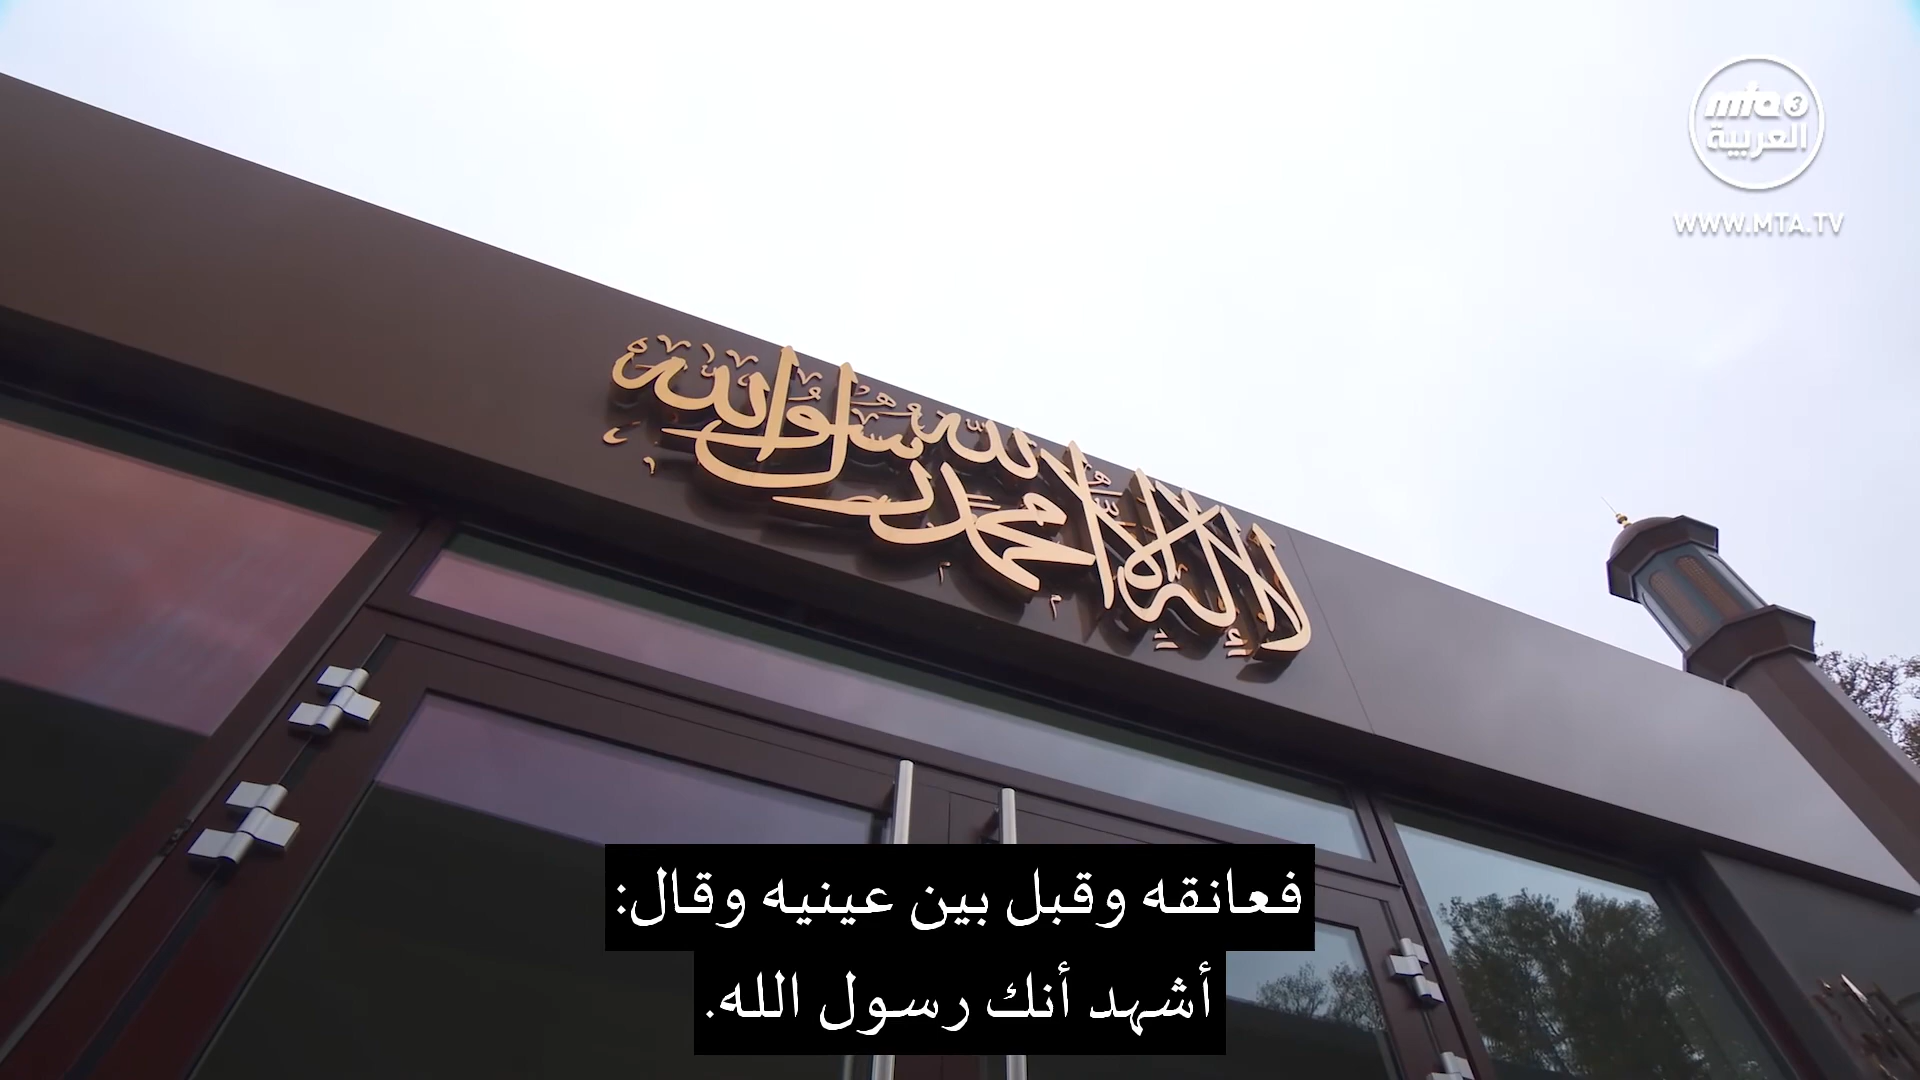 mta 3
العربية
WWW.MTA.TV
لا إله إلا الله محمد رسول الله
فعانقه وقبل بين عينيه وقال:
أشهد أنك رسول الله.